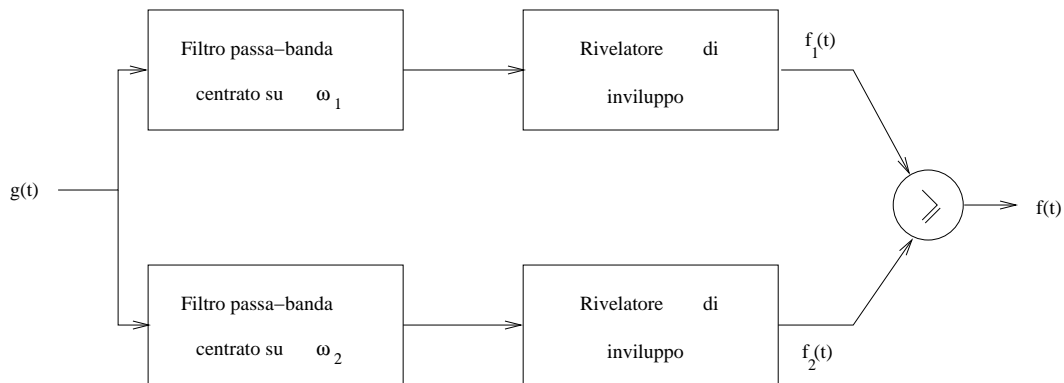 Filtro passa−banda
centrato su ω1
Rivelatore di
inviluppo
f1(t)
g(t)
f(t)
Filtro passa−banda
centrato su ω2
Rivelatore di
inviluppo
f2(t)